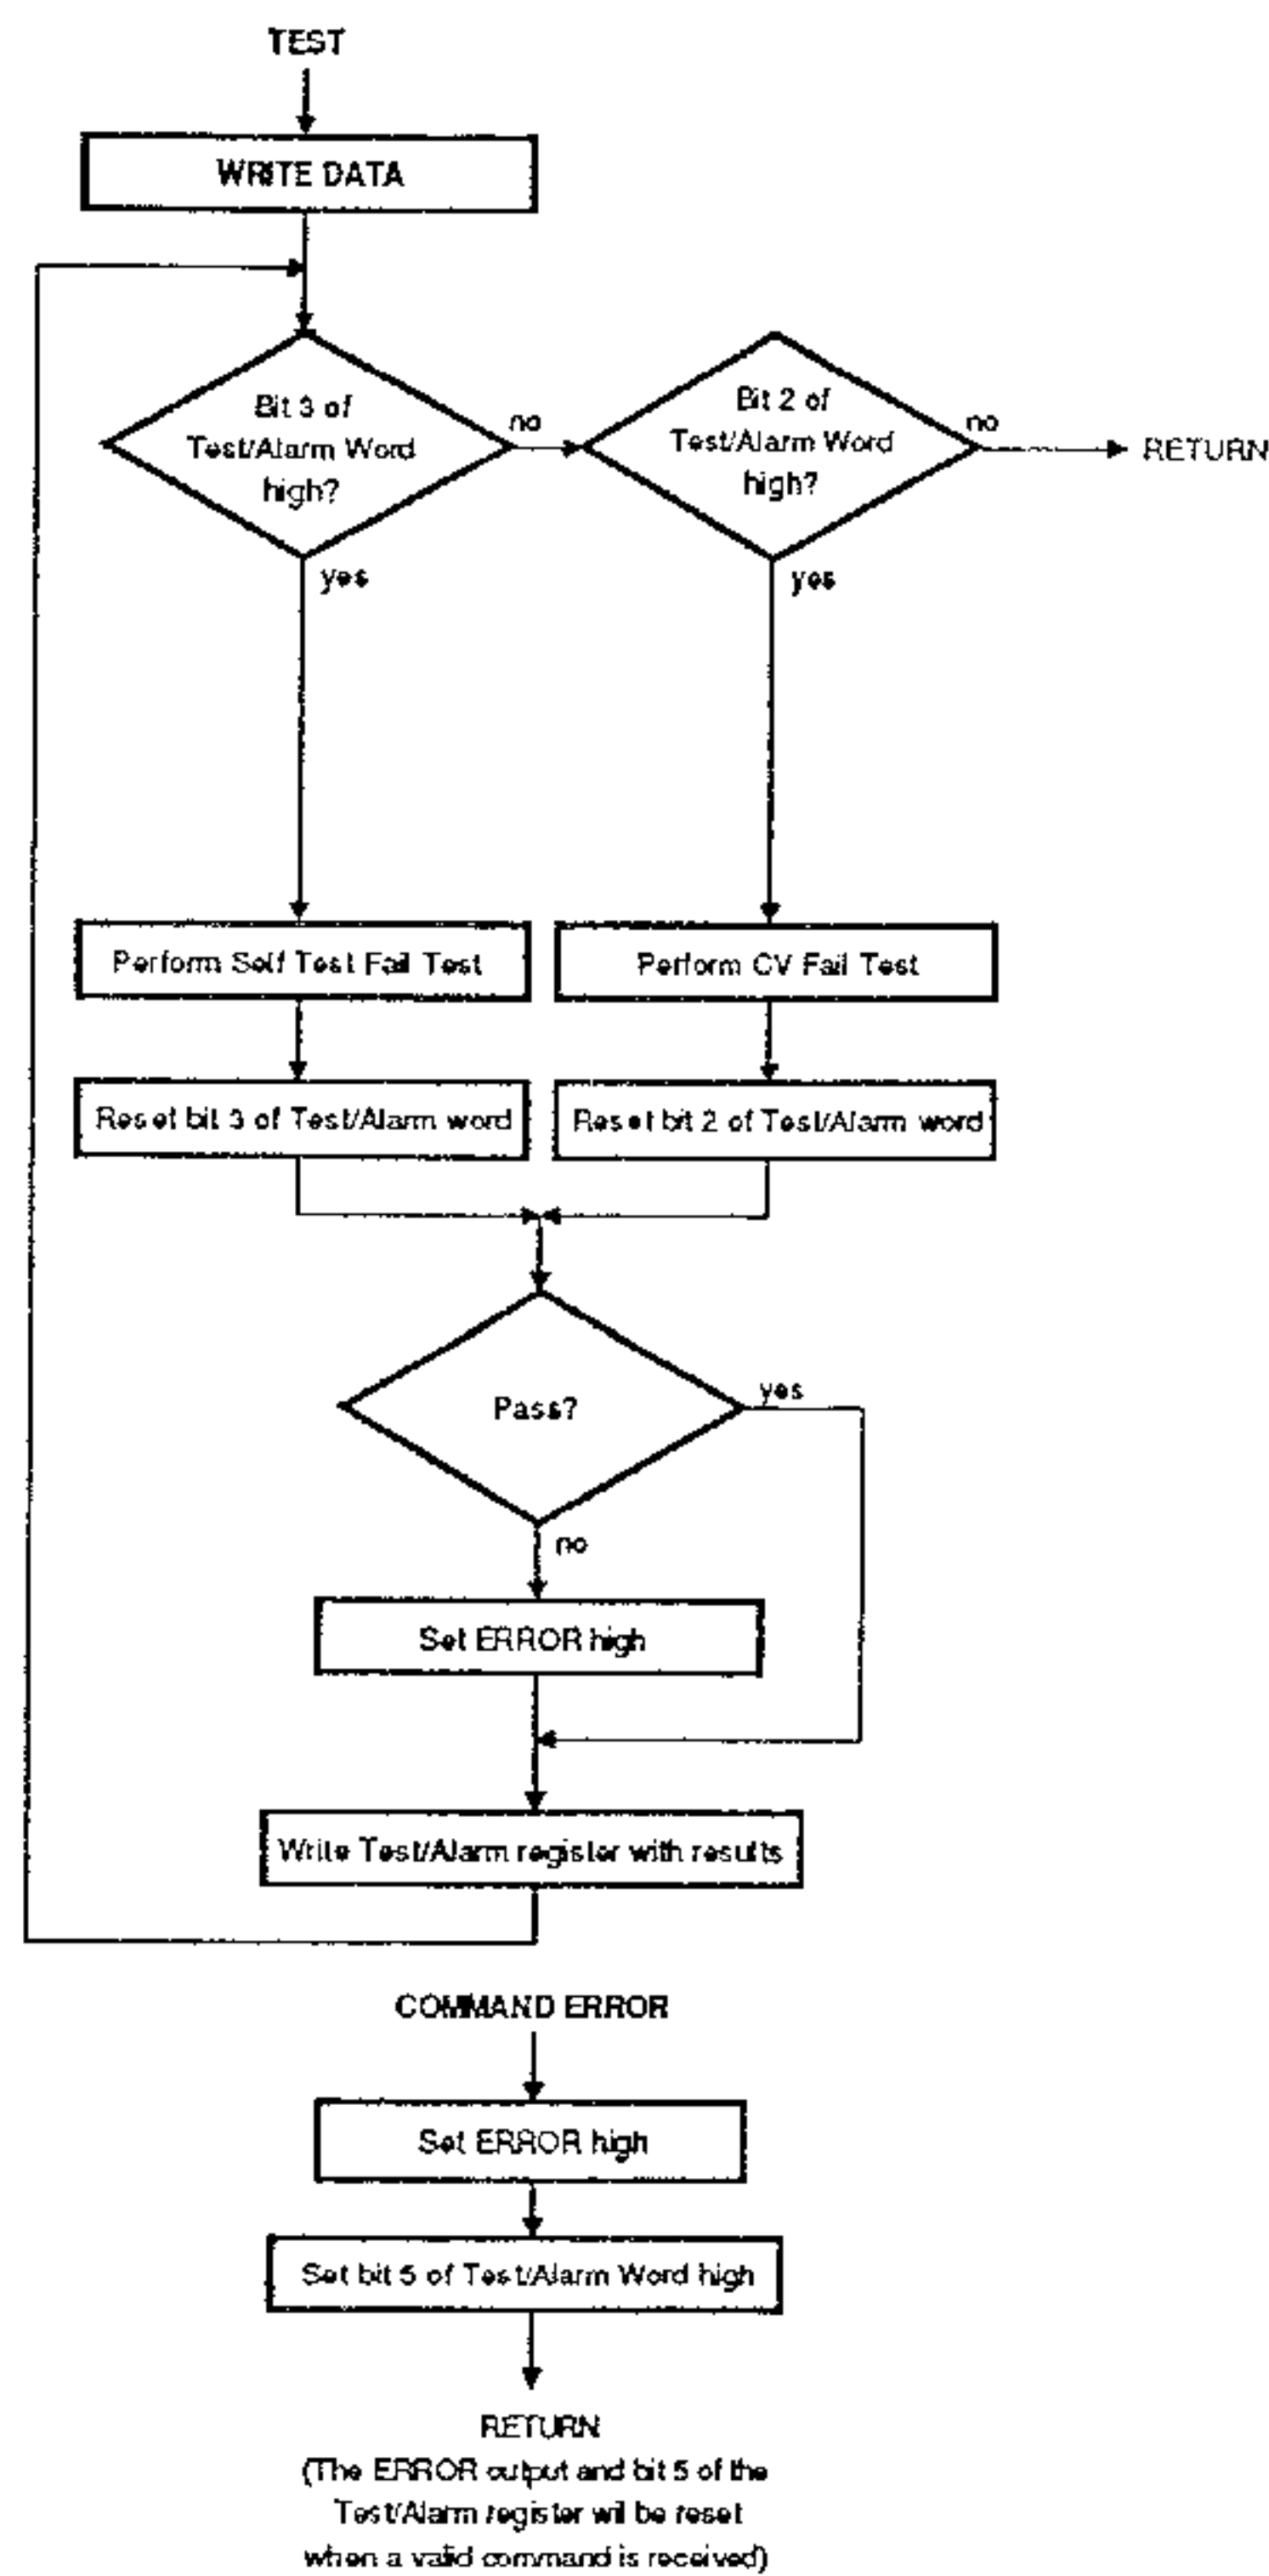 TEST
WRITE DATA
Bit 3 of
Test/Alarm Word
high?
no
Bit 2 of
Test/Alarm Word
high?
no
RETURN
yes
yes
Perform Self Test Fail Test
Perform CV Fail Test
Reset bit 3 of Test/Alarm word
Reset bit 2 of Test/Alarm word
Pass?
yes
no
Set ERROR high
Write Test/Alarm register with results
COMMAND ERROR
Set ERROR high
Set bit 5 of Test/Alarm Word high
RETURN
(The ERROR output and bit 5 of the
Test/Alarm register will be reset
when a valid command is received)